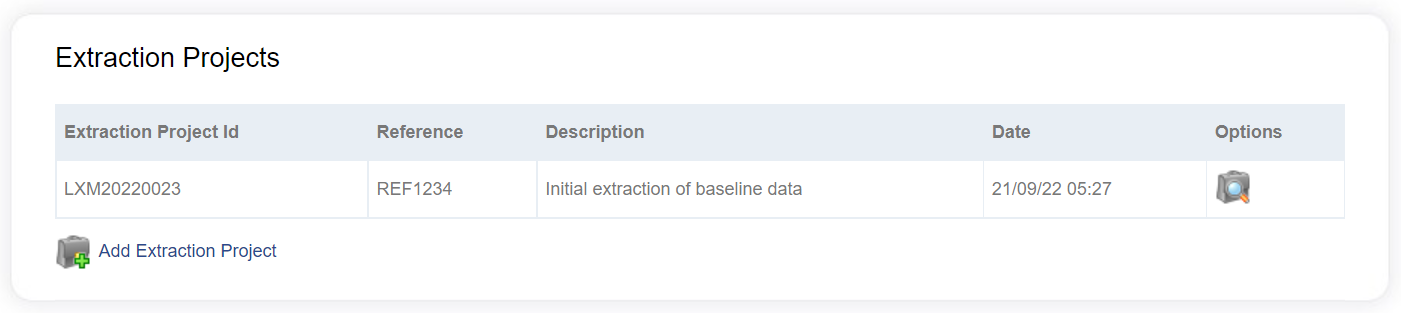 Extraction Projects
Extraction Project Id Reference Description Date Options
LXM20220023 REF1234 Initial extraction of baseline data 21/09/22 05:27
Add Extraction Project